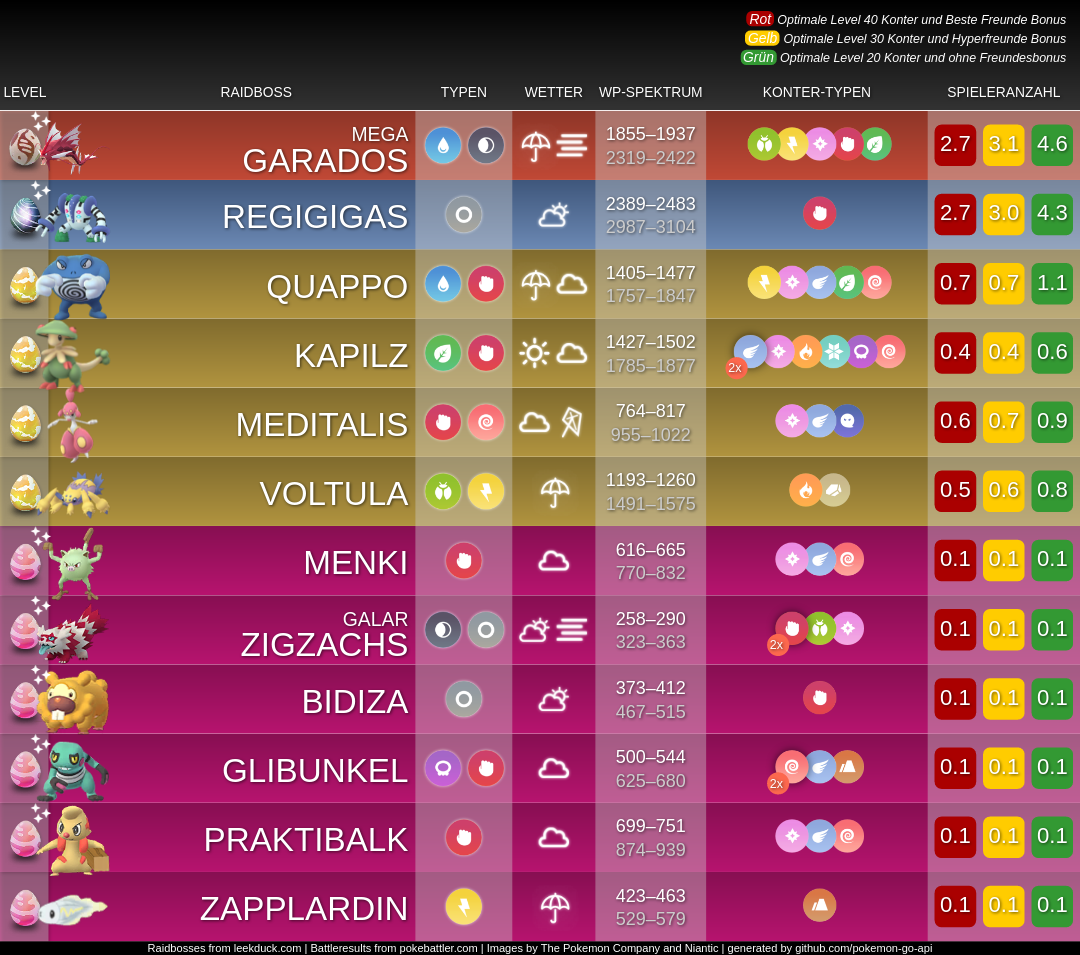 Rot Optimale Level 40 Konter und Beste Freunde Bonus
Gelb Optimale Level 30 Konter und Hyperfreunde Bonus
Grün Optimale Level 20 Konter und ohne Freundesbonus
LEVEL RAIDBOSS TYPEN WETTER WP-SPEKTRUM KONTER-TYPEN SPIELERANZAHL
MEGA
GARADOS 1855–1937 2.7 3.1 4.6
2319–2422
REGIGIGAS 2389–2483 2.7 3.0 4.3
2987–3104
QUAPPO 1405–1477 0.7 0.7 1.1
1757–1847
KAPILZ 1427–1502 0.4 0.4 0.6
1785–1877 2x
MEDITALIS 764–817 0.6 0.7 0.9
955–1022
VOLTULA 1193–1260 0.5 0.6 0.8
1491–1575
MENKI 616–665 0.1 0.1 0.1
770–832
GALAR
ZIGZACHS 258–290 0.1 0.1 0.1
323–363 2x
BIDIZA 373–412 0.1 0.1 0.1
467–515
GLIBUNKEL 500–544 0.1 0.1 0.1
625–680 2x
PRAKTIBALK 699–751 0.1 0.1 0.1
874–939
ZAPPLARDIN 423–463 0.1 0.1 0.1
529–579
Raidbosses from leekduck.com | Battleresults from pokebattler.com | Images by The Pokemon Company and Niantic | generated by github.com/pokemon-go-api